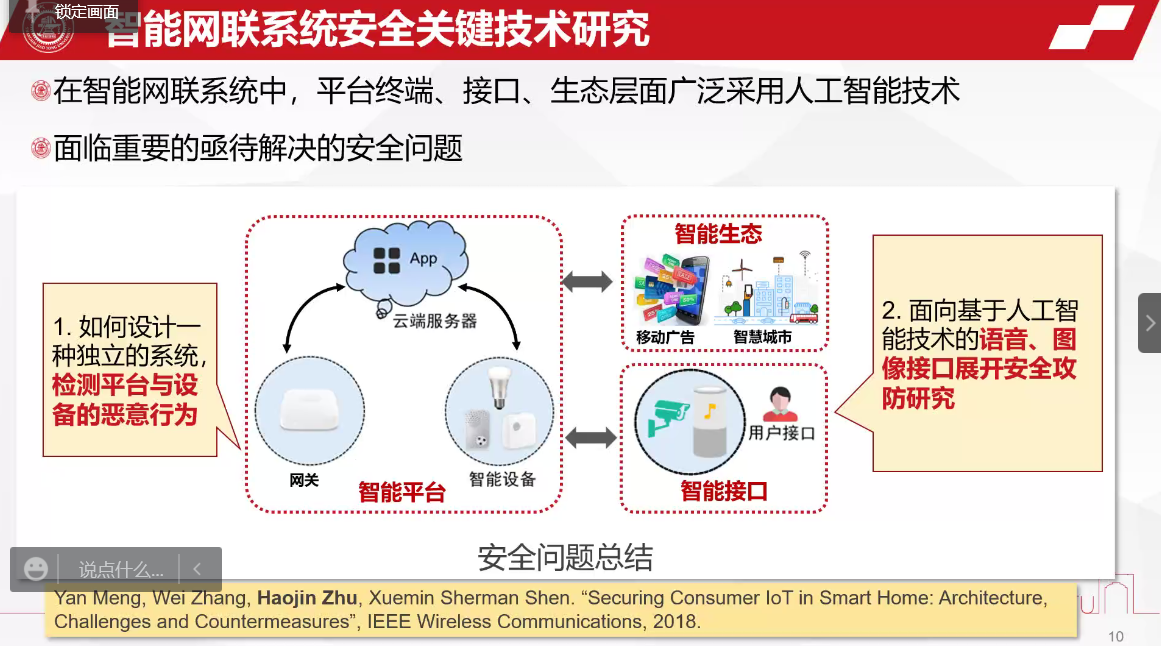 锁定画面
智能网联系统安全关键技术研究
在智能网联系统中，平台终端、接口、生态层面广泛采用人工智能技术
面临重要的亟待解决的安全问题
1. 如何设计一
种独立的系统，
检测平台与设
备的恶意行为
App
云端服务器
网关
智能设备
智能平台
智能生态
移动广告
智慧城市
用户接口
智能接口
2. 面向基于人工智
能技术的语音、图
像接口展开安全攻
防研究
安全问题总结
说点什么...
Yan Meng, Wei Zhang, Haojin Zhu, Xuemin Sherman Shen. “Securing Consumer IoT in Smart Home: Architecture,
Challenges and Countermeasures”, IEEE Wireless Communications, 2018.
10